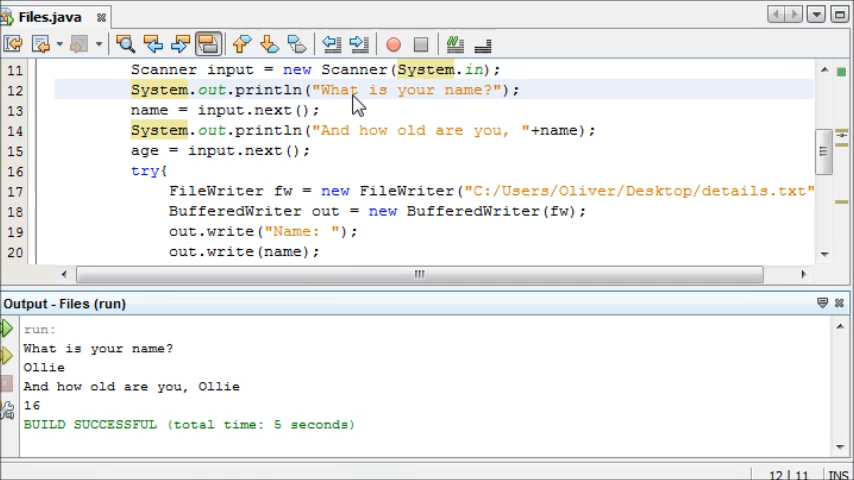 Files.java
11 Scanner input = new Scanner(System.in);
12 System.out.println("What is your name?");
13 name = input.next();
14 System.out.println("And how old are you, "+name);
15 age = input.next();
16 try{
17 FileWriter fw = new FileWriter("C:/Users/Oliver/Desktop/details.txt"
18 BufferedWriter out = new BufferedWriter(fw);
19 out.write("Name: ");
20 out.write(name);
Output - Files (run)
run:
What is your name?
Ollie
And how old are you, Ollie
16
BUILD SUCCESSFUL (total time: 5 seconds)
12 | 11 INS